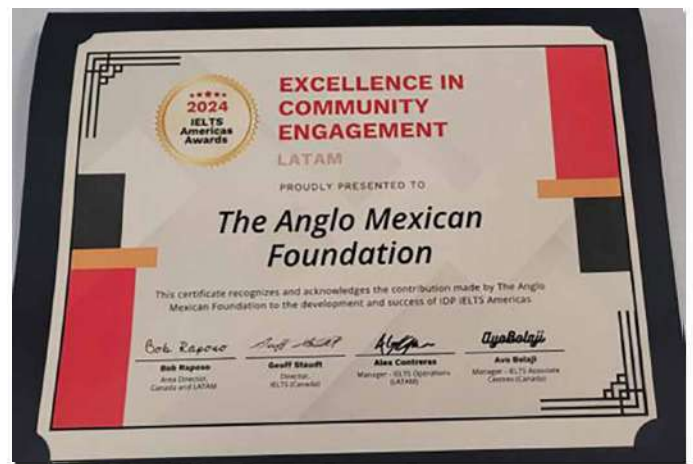 2024
IELTS
Americas
Awards
EXCELLENCE IN
COMMUNITY
ENGAGEMENT
LATAM
PROUDLY PRESENTED TO
The Anglo Mexican
Foundation
This certificate recognizes and acknowledges the contribution made by The Anglo
Mexican Foundation to the development and success of IDP IELTS Americas
Bob Raposo
Bob Raposo
Area Director,
Canada and LATAM
Geoff Staudt
Director,
IELTS (Canada)
Alex Contreras
Manager - IELTS Operations
(LATAM)
AyoBolaji
Ayo Bolaji
Manager - IELTS Associate
Centres (Canada)